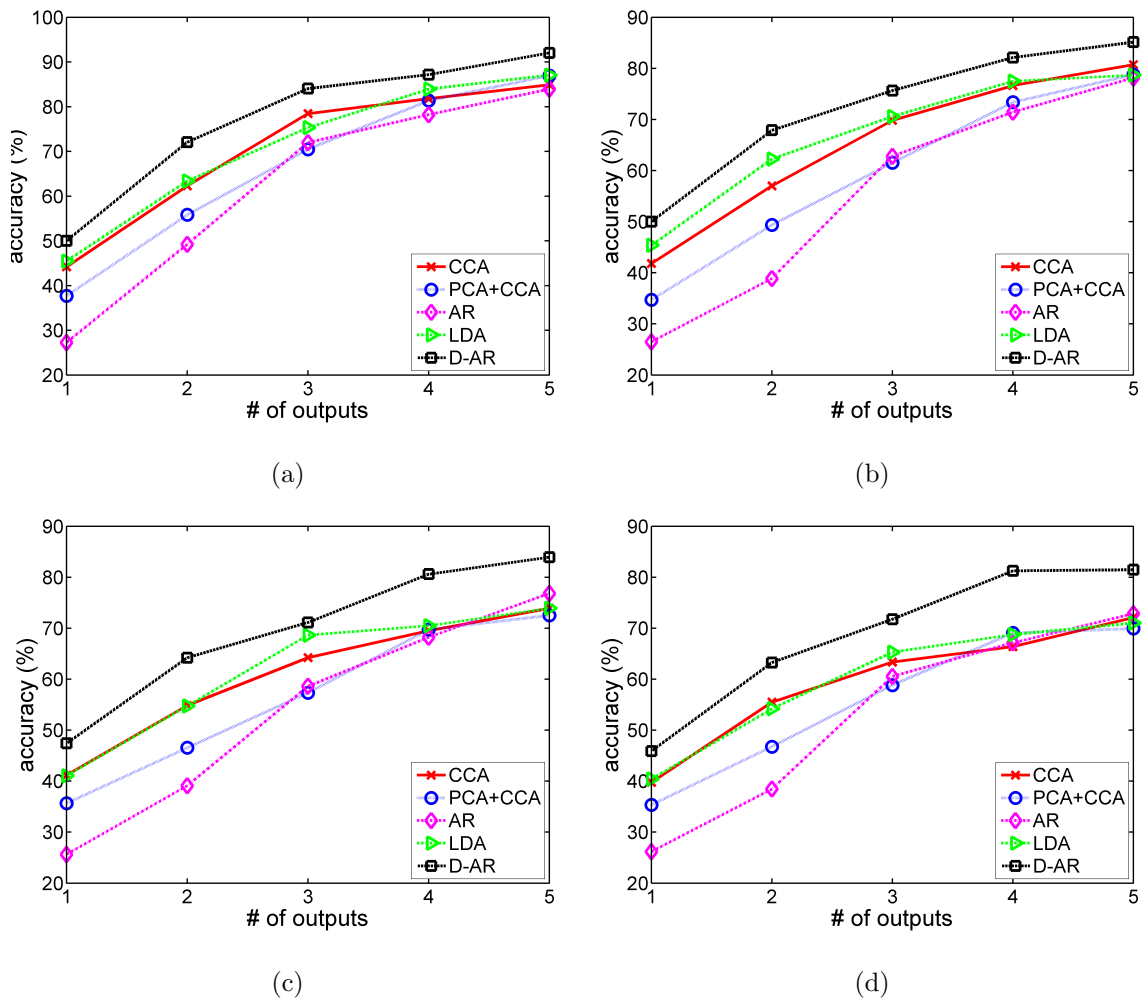 100
90
80
70
60
50
40
30
20
accuracy (%)
1 2 3 4 5
# of outputs
CCA
PCA+CCA
AR
LDA
D-AR
(a)
90
80
70
60
50
40
30
20
accuracy (%)
1 2 3 4 5
# of outputs
CCA
PCA+CCA
AR
LDA
D-AR
(b)
90
80
70
60
50
40
30
20
accuracy (%)
1 2 3 4 5
# of outputs
CCA
PCA+CCA
AR
LDA
D-AR
(c)
90
80
70
60
50
40
30
20
accuracy (%)
1 2 3 4 5
# of outputs
CCA
PCA+CCA
AR
LDA
D-AR
(d)